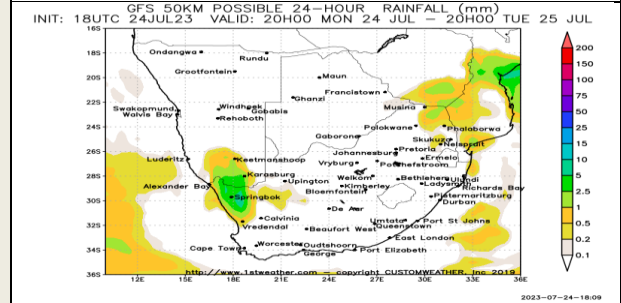 GFS 50KM POSSIBLE 24-HOUR RAINFALL (mm)
INIT: 18UTC 24JUL23 VALID: 20H00 MON 24 JUL – 20H00 TUE 25 JUL
16S
18S
20S
22S
24S
26S
28S
30S
32S
34S
36S
Ondangwa
Rundu
Grootfontein
Maun
Francistown
Ghanzi
Musina
Swakopmund
Windhoek
Gobabis
Walvis Bay
Rehoboth
Polokwane
Phalaborwa
Gaborone
Skukuza
Nelspruit
Pretoria
Johannesburg
Luderitz
Keetmanshoop
Vryburg
Potchefstroom
Ermelo
Karasburg
Upington
Welkom
Bethlehem
Ulundi
Alexander Bay
Kimberley
Ladysmith
Richards Bay
Springbok
Bloemfontein
Pietermaritzburg
Durban
De Aar
Calvinia
Umtata
Port St Johns
Vredendal
Beaufort West
Queenstown
East London
Cape Town
Worcester
Oudtshoorn
George
Port Elizabeth
http://www.1stweather.com – copyright CUSTOMWEATHER, Inc 2019
12E 15E 18E 21E 24E 27E 30E 33E 36E
200
150
100
75
50
25
15
10
5
2.5
1
0.5
0.2
0.1
2023-07-24-18:09